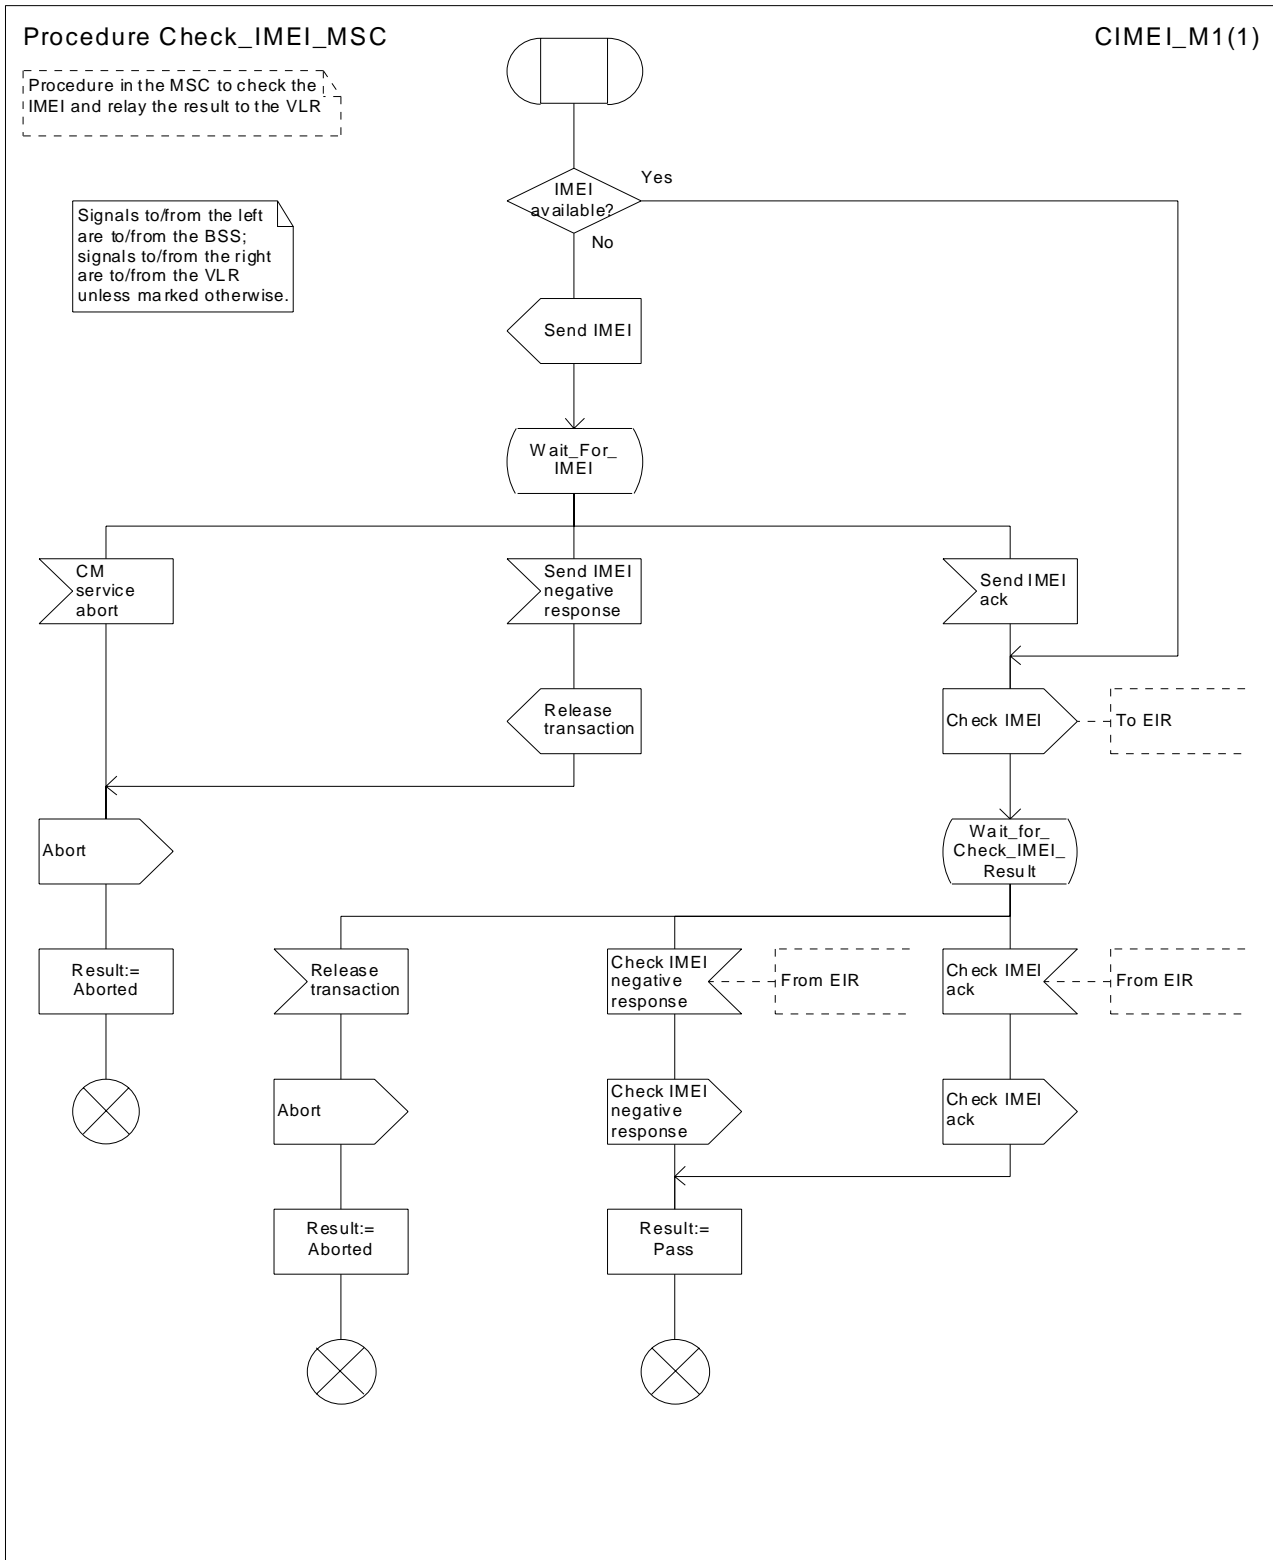 Procedure Check_IMEI_MSC
CIMEI_M1(1)
Procedure in the MSC to check the
IMEI and relay the result to the VLR
Signals to/from the left
are to/from the BSS;
signals to/from the right
are to/from the VLR
unless marked otherwise.
IMEI
available?
Yes
No
Send IMEI
Wait_For_
IMEI
CM
service
abort
Send IMEI
negative
response
Send IMEI
ack
Release
transaction
Check IMEI
To EIR
Abort
Wait_for_
Check_IMEI_
Result
Result:=
Aborted
Release
transaction
Check IMEI
negative
response
From EIR
Check IMEI
ack
From EIR
Abort
Check IMEI
negative
response
Check IMEI
ack
Result:=
Aborted
Result:=
Pass